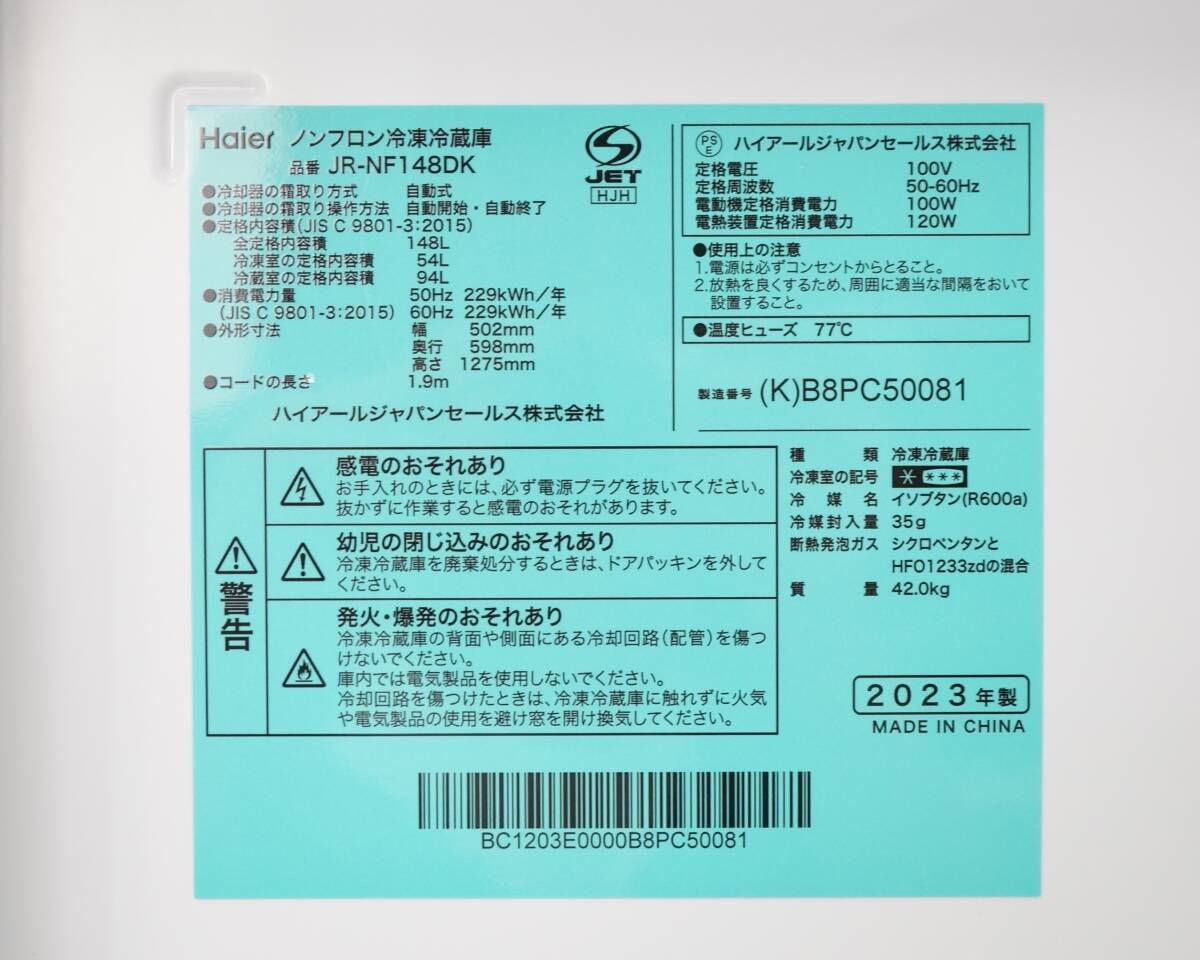 Haier ノンフロン冷凍冷蔵庫
品番 JR-NF148DK
●冷却器の霜取り方式 自動式
●冷却器の霜取り操作方法 自動開始・自動終了
●定格内容積(JIS C 9801-3:2015)
全定格内容積 148L
冷凍室の定格内容積 54L
冷蔵室の定格内容積 94L
●消費電力量 50Hz 229kWh/年
(JIS C 9801-3:2015) 60Hz 229kWh/年
●外形寸法 幅 502mm
奥行 598mm
高さ 1275mm
●コードの長さ 1.9m
ハイアールジャパンセールス株式会社
JET
HJH
PSE ハイアールジャパンセールス株式会社
定格電圧 100V
定格周波数 50-60Hz
電動機定格消費電力 100W
電熱装置定格消費電力 120W
●使用上の注意
1.電源は必ずコンセントからとること。
2.放熱を良くするため、周囲に適当な間隔をおいて
設置すること。
●温度ヒューズ 77℃
製造番号 (K)B8PC50081
警告
感電のおそれあり
お手入れのときには、必ず電源プラグを抜いてください。
抜かずに作業すると感電のおそれがあります。
幼児の閉じ込みのおそれあり
冷凍冷蔵庫を廃棄処分するときは、ドアパッキンを外して
ください。
発火・爆発のおそれあり
冷凍冷蔵庫の背面や側面にある冷却回路(配管)を傷つ
けないでください。
庫内では電気製品を使用しないでください。
冷却回路を傷つけたときは、冷凍冷蔵庫に触れずに火気
や電気製品の使用を避け窓を開け換気してください。
種類 冷凍冷蔵庫
冷凍室の記号 * ***
冷媒名 イソブタン(R600a)
冷媒封入量 35g
断熱発泡ガス シクロペンタンと
HFO1233zdの混合
質量 42.0kg
2023年製
MADE IN CHINA
BC1203E0000B8PC50081